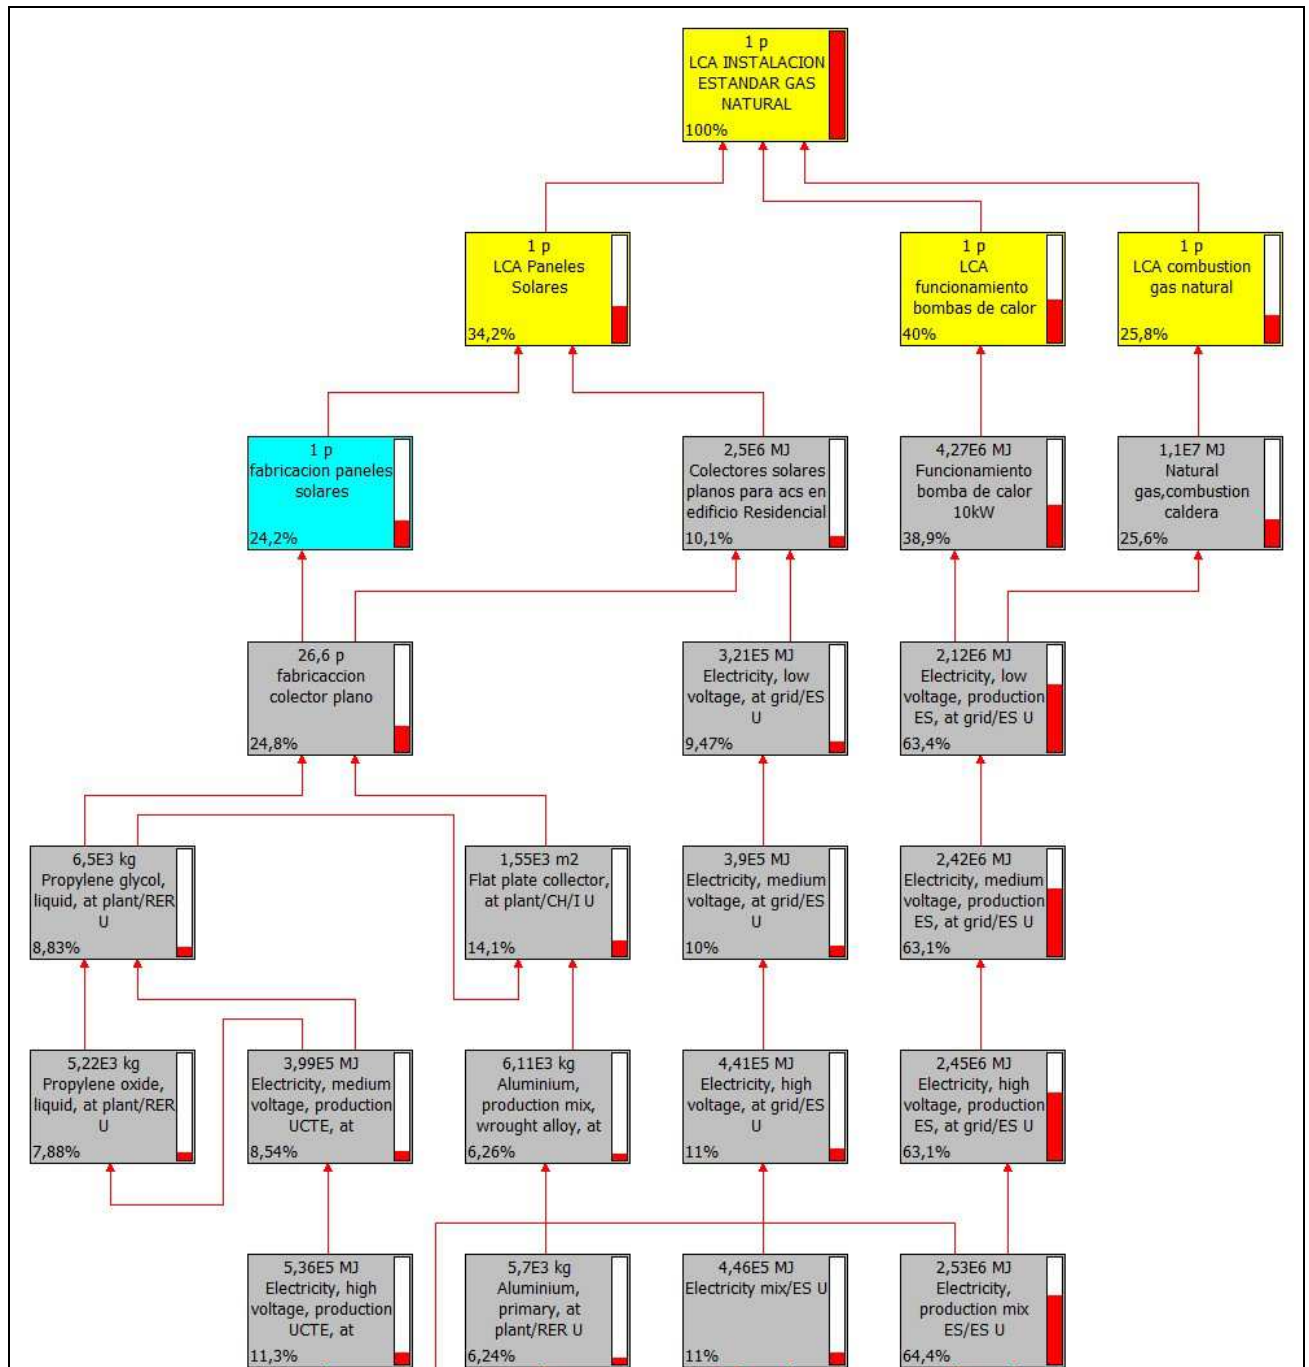 1 p
LCA INSTALACION
ESTANDAR GAS
NATURAL
100%
1 p
LCA Paneles
Solares
34,2%
1 p
LCA
funcionamiento
bombas de calor
40%
1 p
LCA combustion
gas natural
25,8%
1 p
fabricacion paneles
solares
24,2%
2,5E6 MJ
Colectores solares
planos para acs en
edificio Residencial
10,1%
4,27E6 MJ
Funcionamiento
bomba de calor
10kW
38,9%
1,1E7 MJ
Natural
gas,combustion
caldera
25,6%
26,6 p
fabricaccion
colector plano
24,8%
3,21E5 MJ
Electricity, low
voltage, at grid/ES
U
9,47%
2,12E6 MJ
Electricity, low
voltage, production
ES, at grid/ES U
63,4%
6,5E3 kg
Propylene glycol,
liquid, at plant/RER
U
8,83%
1,55E3 m2
Flat plate collector,
at plant/CH/I U
14,1%
3,9E5 MJ
Electricity, medium
voltage, at grid/ES
U
10%
2,42E6 MJ
Electricity, medium
voltage, production
ES, at grid/ES U
63,1%
5,22E3 kg
Propylene oxide,
liquid, at plant/RER
U
7,88%
3,99E5 MJ
Electricity, medium
voltage, production
UCTE, at
8,54%
6,11E3 kg
Aluminium,
production mix,
wrought alloy, at
6,26%
4,41E5 MJ
Electricity, high
voltage, at grid/ES
U
11%
2,45E6 MJ
Electricity, high
voltage, production
ES, at grid/ES U
63,1%
5,36E5 MJ
Electricity, high
voltage, production
UCTE, at
11,3%
5,7E3 kg
Aluminium,
primary, at
plant/RER U
6,24%
4,46E5 MJ
Electricity mix/ES U
11%
2,53E6 MJ
Electricity,
production mix
ES/ES U
64,4%